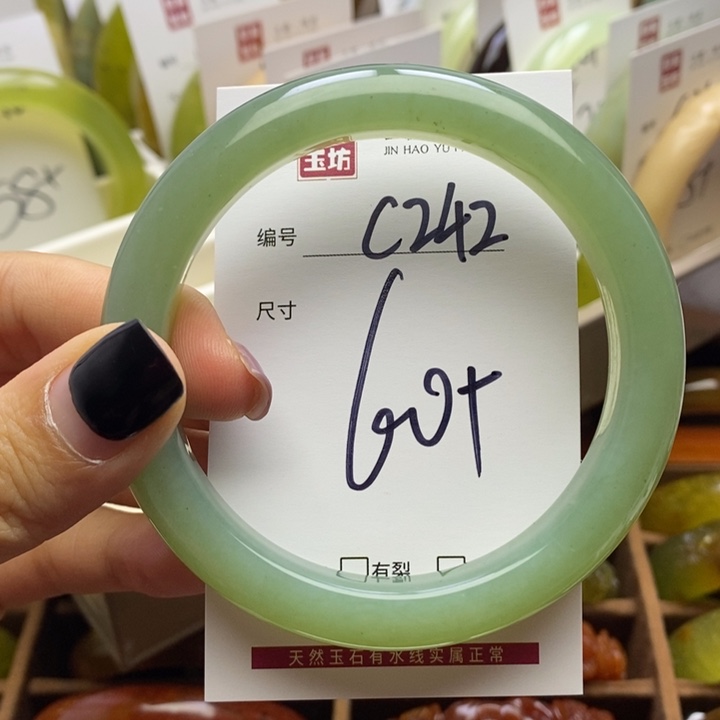 玉坊
JIN HAO YU
编号 C242
尺寸
60+
有裂
天然玉石有水线实属正常
58+